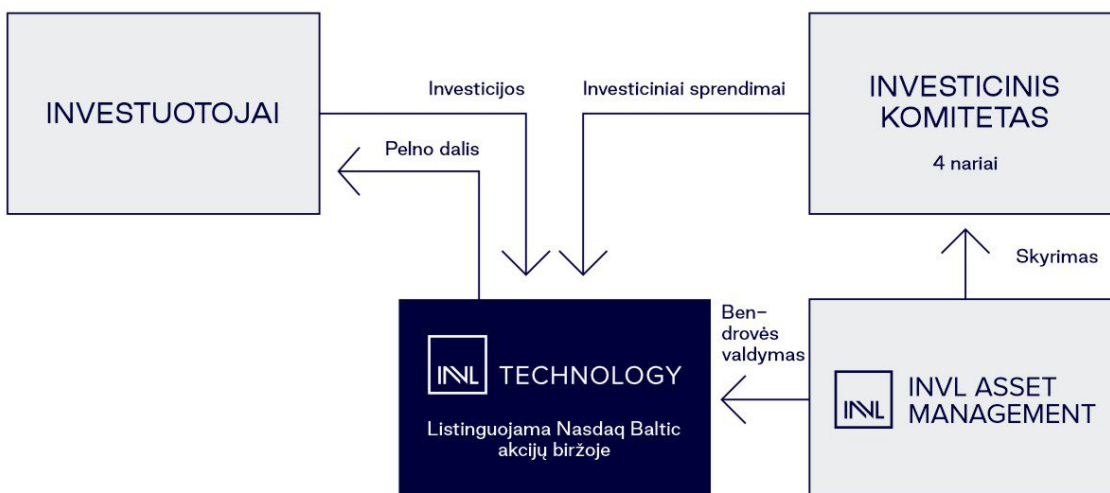 INVESTUOTOJAI
Investicijos
Pelno dalis
Investiciniai sprendimai
INVESTICINIS
KOMITETAS
4 nariai
Skyrimas
INVL TECHNOLOGY
Listinguojama Nasdaq Baltic
akcijų biržoje
Ben-
drovės
valdymas
INVL INVL ASSET
MANAGEMENT